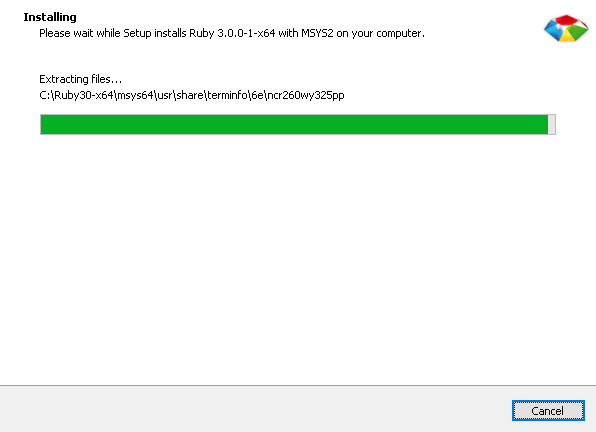 Installing
Please wait while Setup installs Ruby 3.0.0-1-x64 with MSYS2 on your computer.
Extracting files...
C:\Ruby30-x64\msys64\usr\share\terminfo\6e\ncr260wy325pp
Cancel